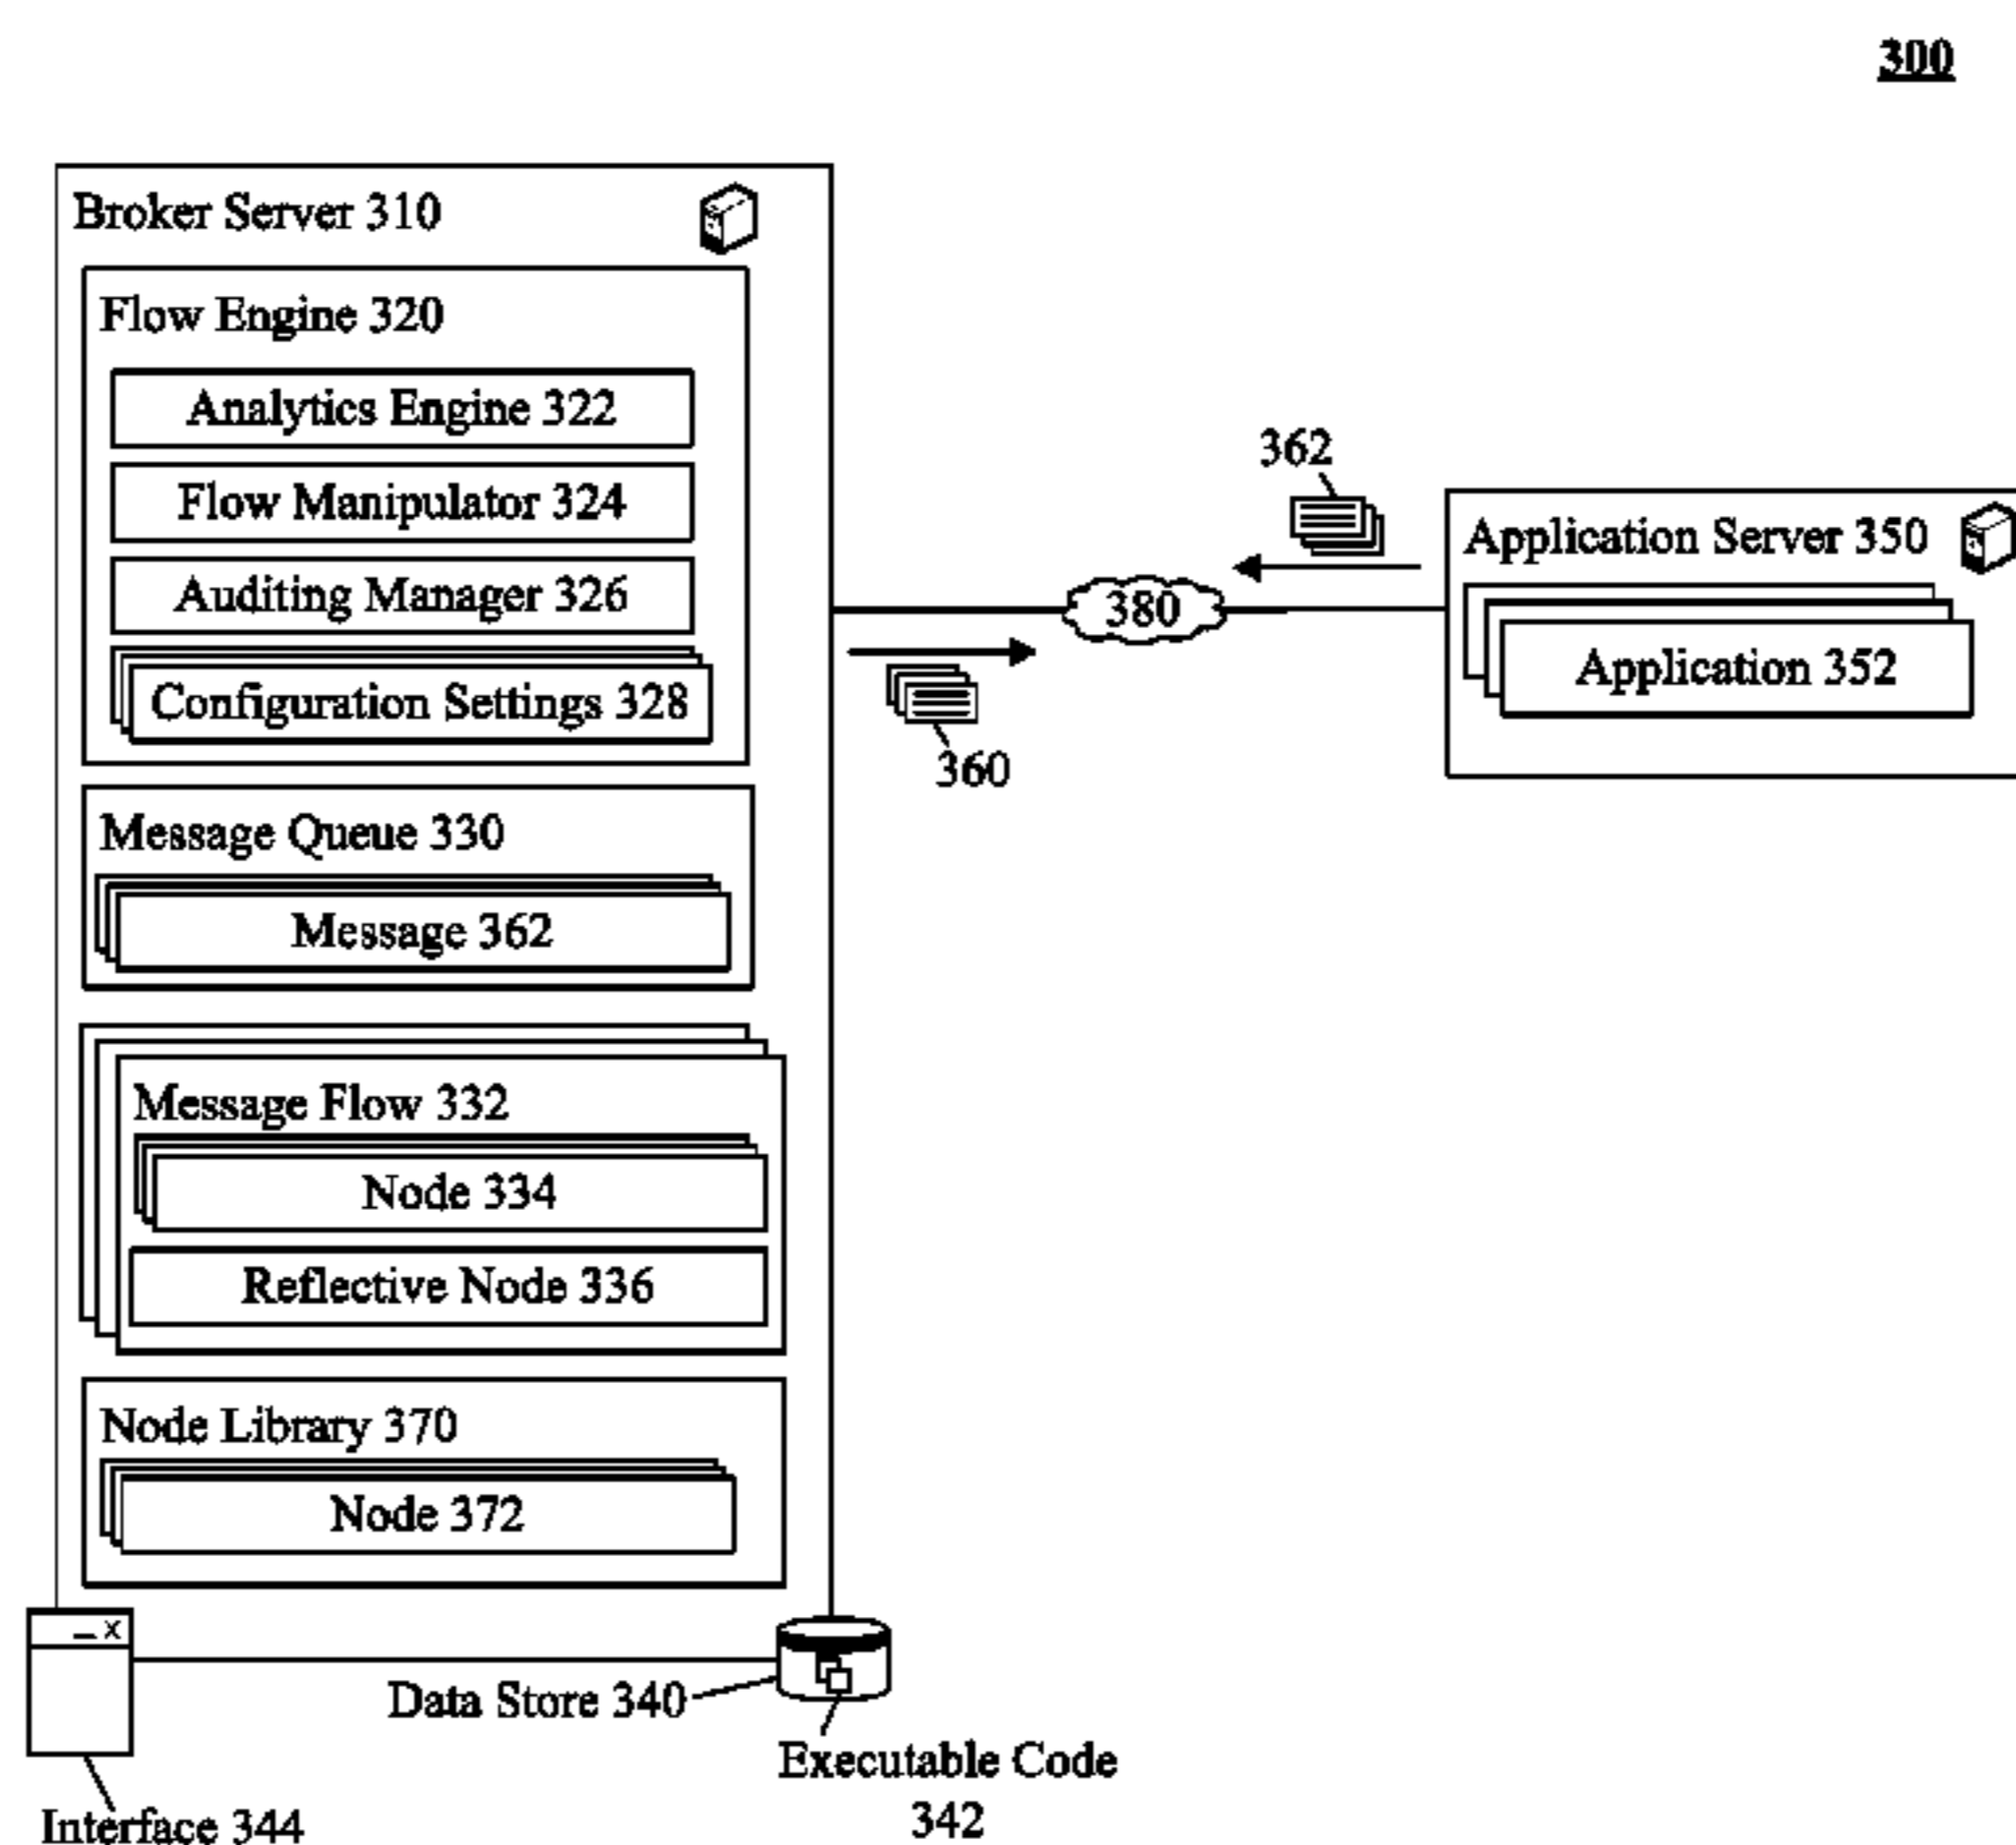 300
Broker Server 310
Flow Engine 320
Analytics Engine 322
Flow Manipulator 324
Auditing Manager 326
Configuration Settings 328
Message Queue 330
Message 362
Message Flow 332
Node 334
Reflective Node 336
Node Library 370
Node 372
Data Store 340
Executable Code
342
Interface 344
360
380
362
Application Server 350
Application 352